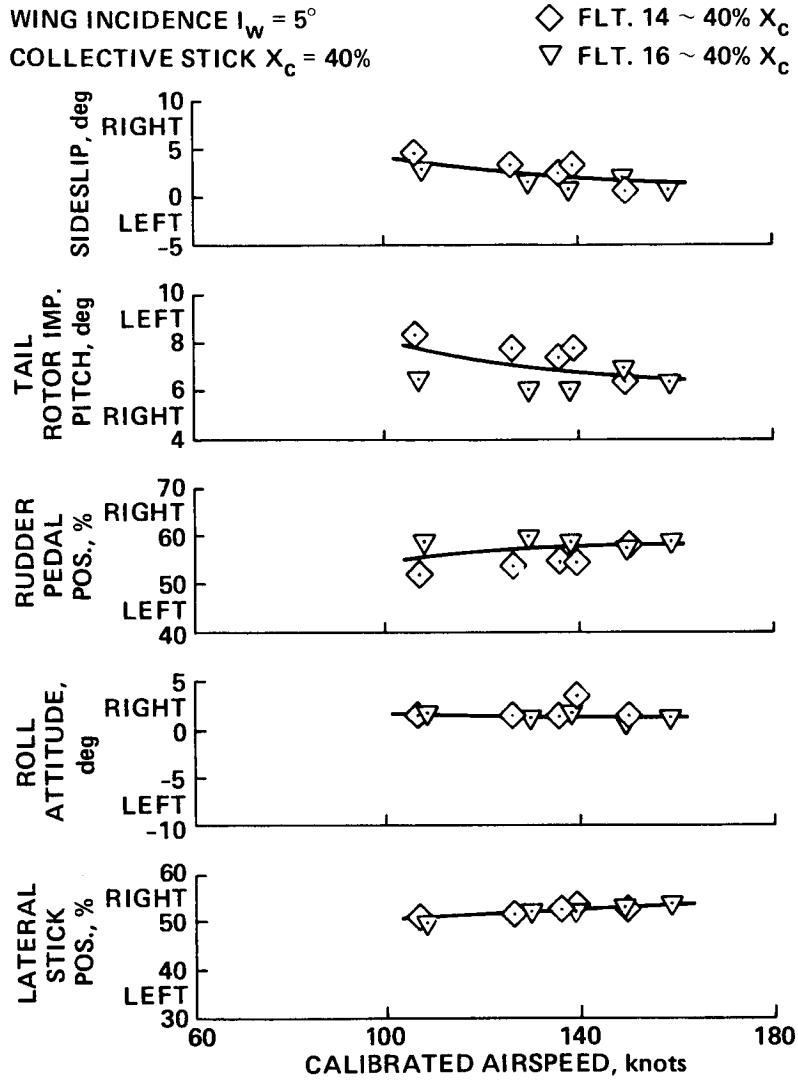 WING INCIDENCE I_W = 5°
COLLECTIVE STICK X_c = 40%
FLT. 14 ~ 40% X_c
FLT. 16 ~ 40% X_c
SIDESLIP, deg
10
RIGHT
5
0
LEFT
-5
TAIL
ROTOR IMP.
PITCH, deg
10
LEFT
8
6
RIGHT
4
RUDDER
PEDAL
POS., %
70
RIGHT
60
50
LEFT
40
ROLL
ATTITUDE,
deg
5
RIGHT
0
-5
LEFT
-10
LATERAL
STICK
POS., %
60
RIGHT
50
40
LEFT
30
60 100 140 180
CALIBRATED AIRSPEED, knots